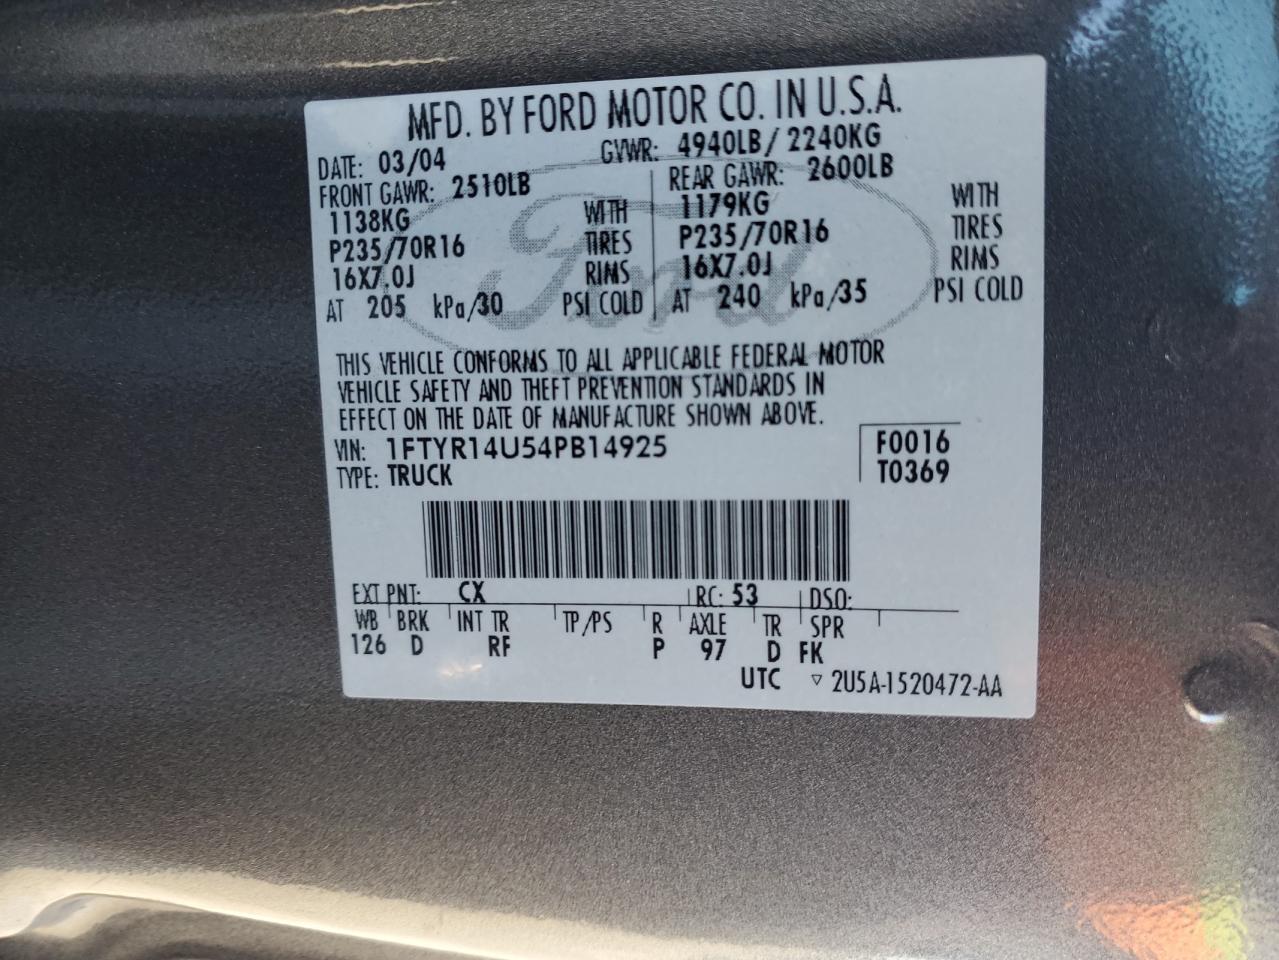 MFD. BY FORD MOTOR CO. IN U.S.A.
DATE: 03/04 GVWR: 4940LB / 2240KG
FRONT GAWR: 2510LB REAR GAWR: 2600LB
1138KG WITH 1179KG WITH
P235/70R16 TIRES P235/70R16 TIRES
16X7.0J RIMS 16X7.0J RIMS
AT 205 kPa/30 PSI COLD AT 240 kPa/35 PSI COLD
Ford
THIS VEHICLE CONFORMS TO ALL APPLICABLE FEDERAL MOTOR
VEHICLE SAFETY AND THEFT PREVENTION STANDARDS IN
EFFECT ON THE DATE OF MANUFACTURE SHOWN ABOVE.
VIN: 1FTYR14U54PB14925 F0016
TYPE: TRUCK T0369
EXT PNT: CX RC: 53 DSO:
WB BRK INT TR TP/PS R AXLE TR SPR
126 D RF P 97 D FK
UTC ▽ 2U5A-1520472-AA